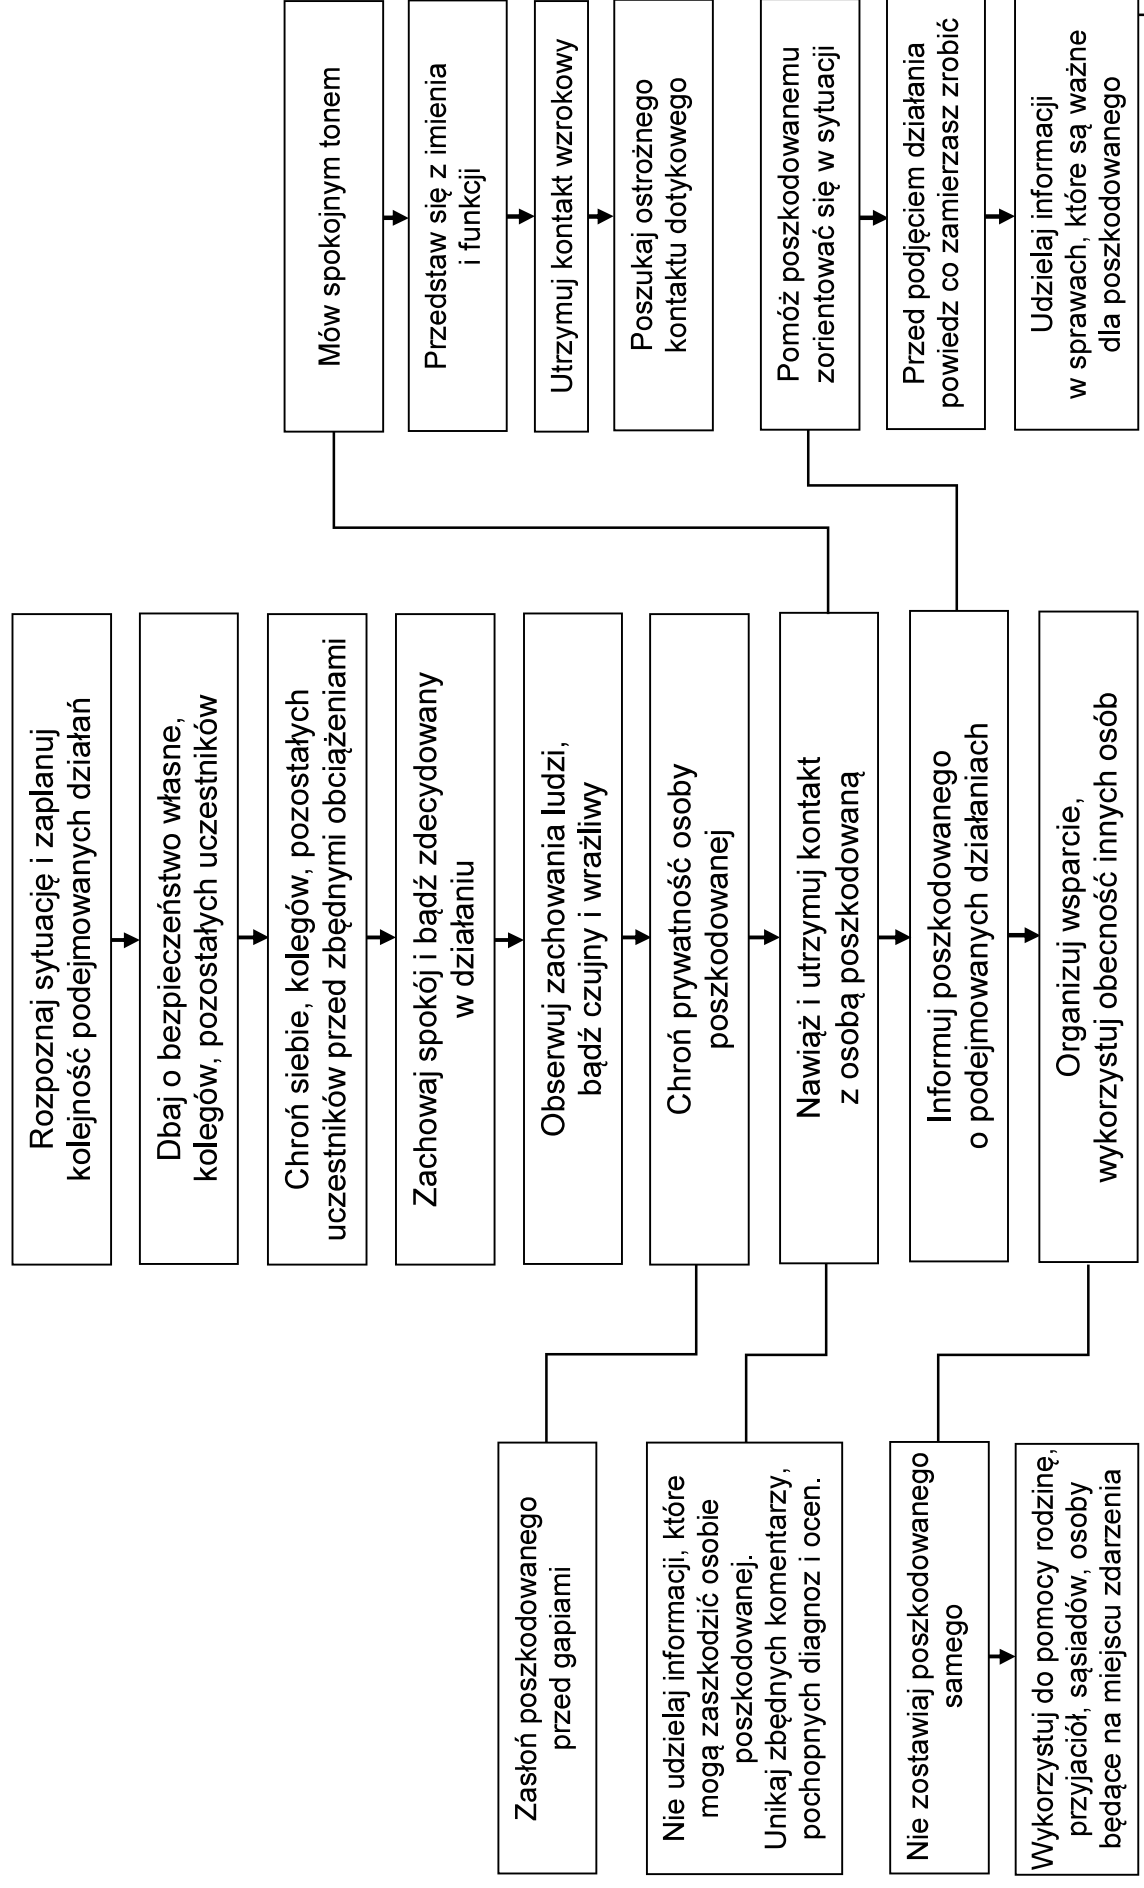 Rozpoznaj sytuację i zaplanuj
kolejność podejmowanych działań
Dbaj o bezpieczeństwo własne,
kolegów, pozostałych uczestników
Chroń siebie, kolegów, pozostałych
uczestników przed zbędnymi obciążeniami
Zachowaj spokój i bądź zdecydowany
w działaniu
Obserwuj zachowania ludzi,
bądź czujny i wrażliwy
Chroń prywatność osoby
poszkodowanej
Nawiąż i utrzymuj kontakt
z osobą poszkodowaną
Informuj poszkodowanego
o podejmowanych działaniach
Organizuj wsparcie,
wykorzystuj obecność innych osób
Zasłoń poszkodowanego
przed gapiami
Nie udzielaj informacji, które
mogą zaszkodzić osobie
poszkodowanej.
Unikaj zbędnych komentarzy,
pochopnych diagnoz i ocen.
Nie zostawiaj poszkodowanego
samego
Wykorzystuj do pomocy rodzinę,
przyjaciół, sąsiadów, osoby
będące na miejscu zdarzenia
Mów spokojnym tonem
Przedstaw się z imienia
i funkcji
Utrzymuj kontakt wzrokowy
Poszukaj ostrożnego
kontaktu dotykowego
Pomóż poszkodowanemu
zorientować się w sytuacji
Przed podjęciem działania
powiedz co zamierzasz zrobić
Udzielaj informacji
w sprawach, które są ważne
dla poszkodowanego